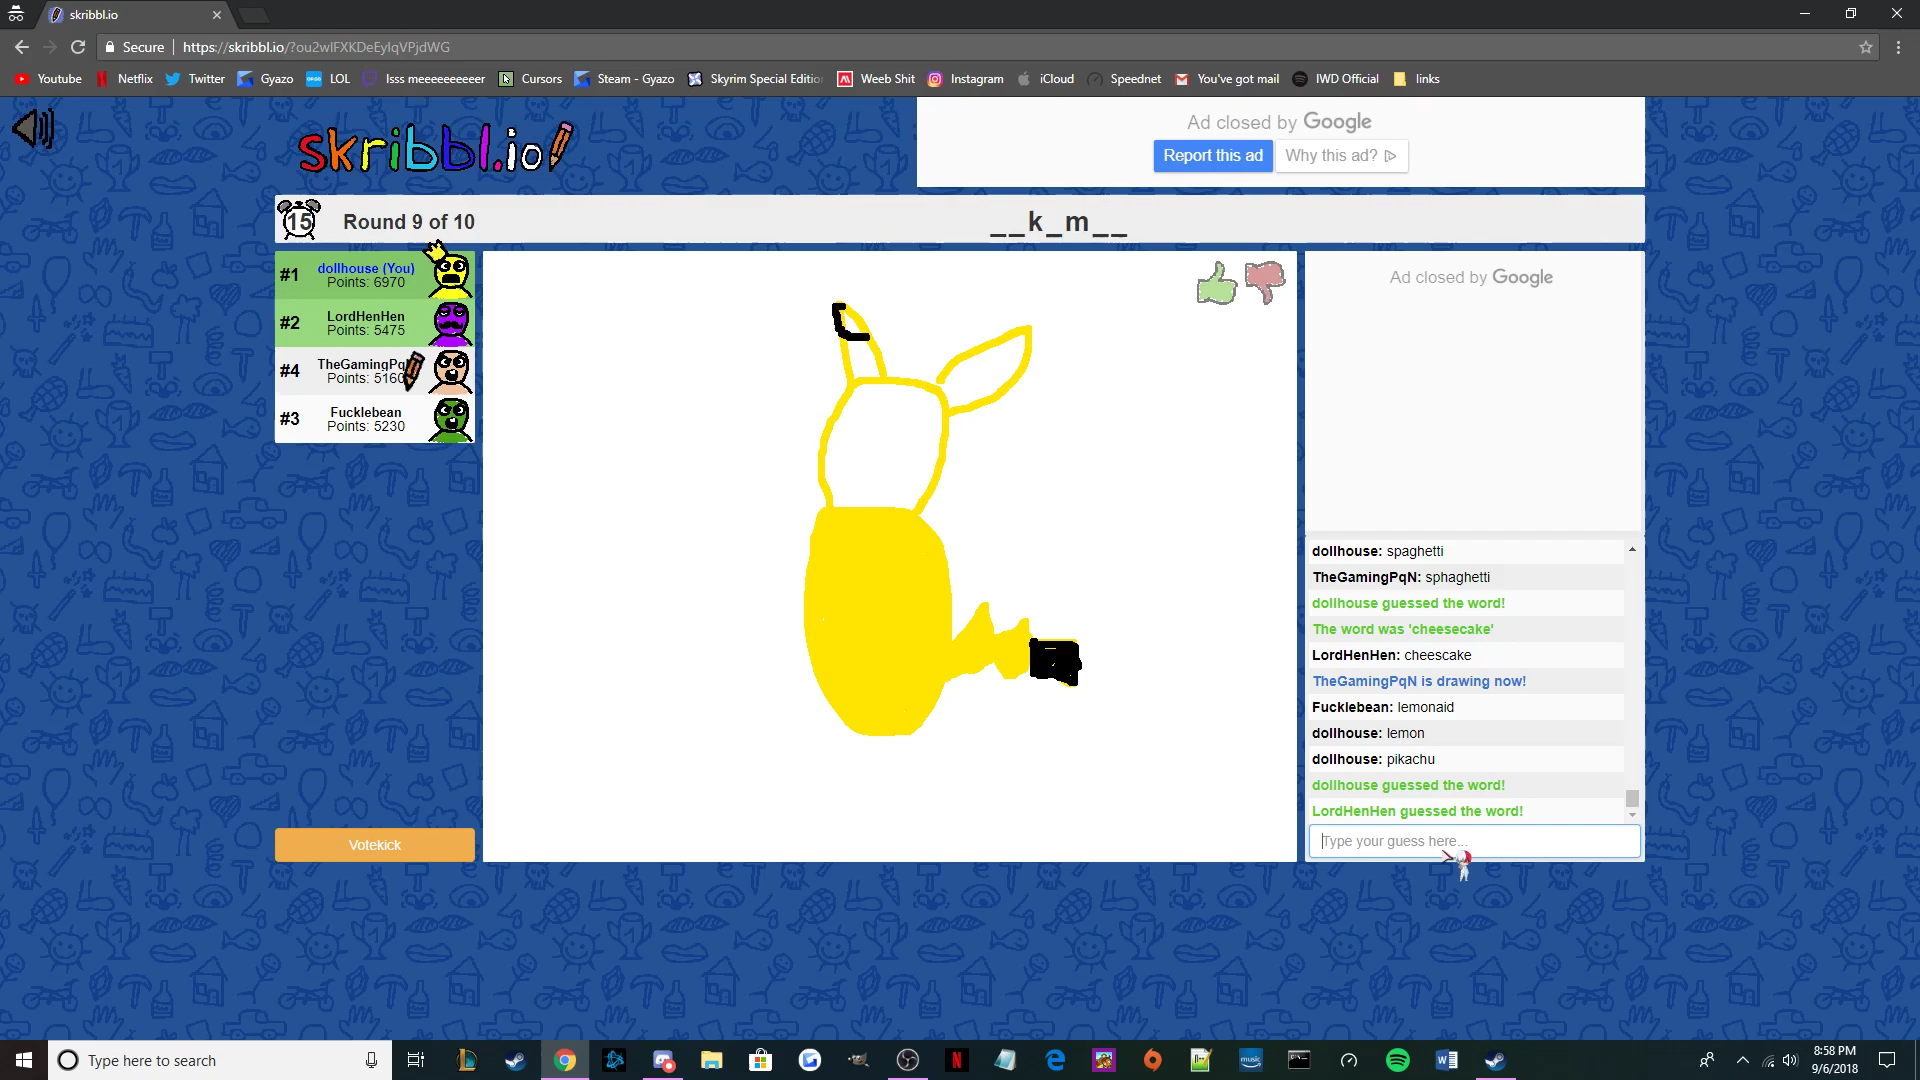 skribbl.io
Secure https://skribbl.io/?ou2wlFXKDeEylqVPjdWG
Youtube Netflix Twitter Gyazo LOL Isss meeeeeeeeer Cursors Steam - Gyazo Skyrim Special Editio Weeb Shit Instagram iCloud Speednet You've got mail IWD Official links
skribbl.io
Ad closed by Google
Report this ad Why this ad?
15 Round 9 of 10 __k_m__
#1 dollhouse (You)
Points: 6970
#2 LordHenHen
Points: 5475
#4 TheGamingPq
Points: 5160
#3 Fucklebean
Points: 5230
Votekick
Ad closed by Google
dollhouse: spaghetti
TheGamingPqN: sphaghetti
dollhouse guessed the word!
The word was 'cheesecake'
LordHenHen: cheescake
TheGamingPqN is drawing now!
Fucklebean: lemonaid
dollhouse: lemon
dollhouse: pikachu
dollhouse guessed the word!
LordHenHen guessed the word!
Type your guess here...
Type here to search
8:58 PM
9/6/2018